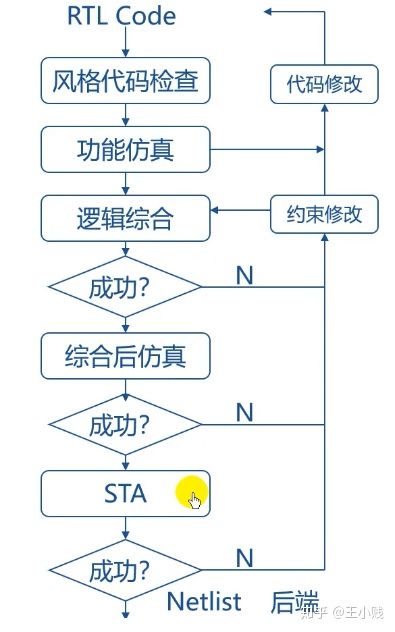 RTL Code
风格代码检查
代码修改
功能仿真
逻辑综合
约束修改
成功?
N
综合后仿真
成功?
N
STA
成功?
N
Netlist 后端
知乎 @王小贱